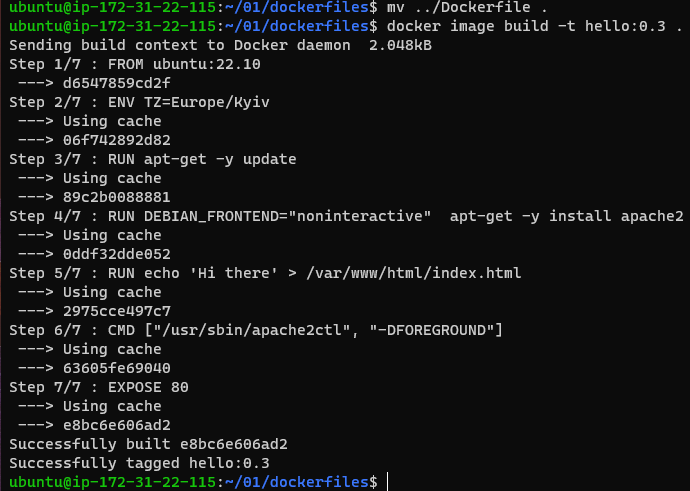 ubuntu@ip-172-31-22-115:~/01/dockerfiles$ mv ../Dockerfile .
ubuntu@ip-172-31-22-115:~/01/dockerfiles$ docker image build -t hello:0.3 .
Sending build context to Docker daemon  2.048kB
Step 1/7 : FROM ubuntu:22.10
 ---> d6547859cd2f
Step 2/7 : ENV TZ=Europe/Kyiv
 ---> Using cache
 ---> 06f742892d82
Step 3/7 : RUN apt-get -y update
 ---> Using cache
 ---> 89c2b0088881
Step 4/7 : RUN DEBIAN_FRONTEND="noninteractive"  apt-get -y install apache2
 ---> Using cache
 ---> 0ddf32dde052
Step 5/7 : RUN echo 'Hi there' > /var/www/html/index.html
 ---> Using cache
 ---> 2975cce497c7
Step 6/7 : CMD ["/usr/sbin/apache2ctl", "-DFOREGROUND"]
 ---> Using cache
 ---> 63605fe69040
Step 7/7 : EXPOSE 80
 ---> Using cache
 ---> e8bc6e606ad2
Successfully built e8bc6e606ad2
Successfully tagged hello:0.3
ubuntu@ip-172-31-22-115:~/01/dockerfiles$